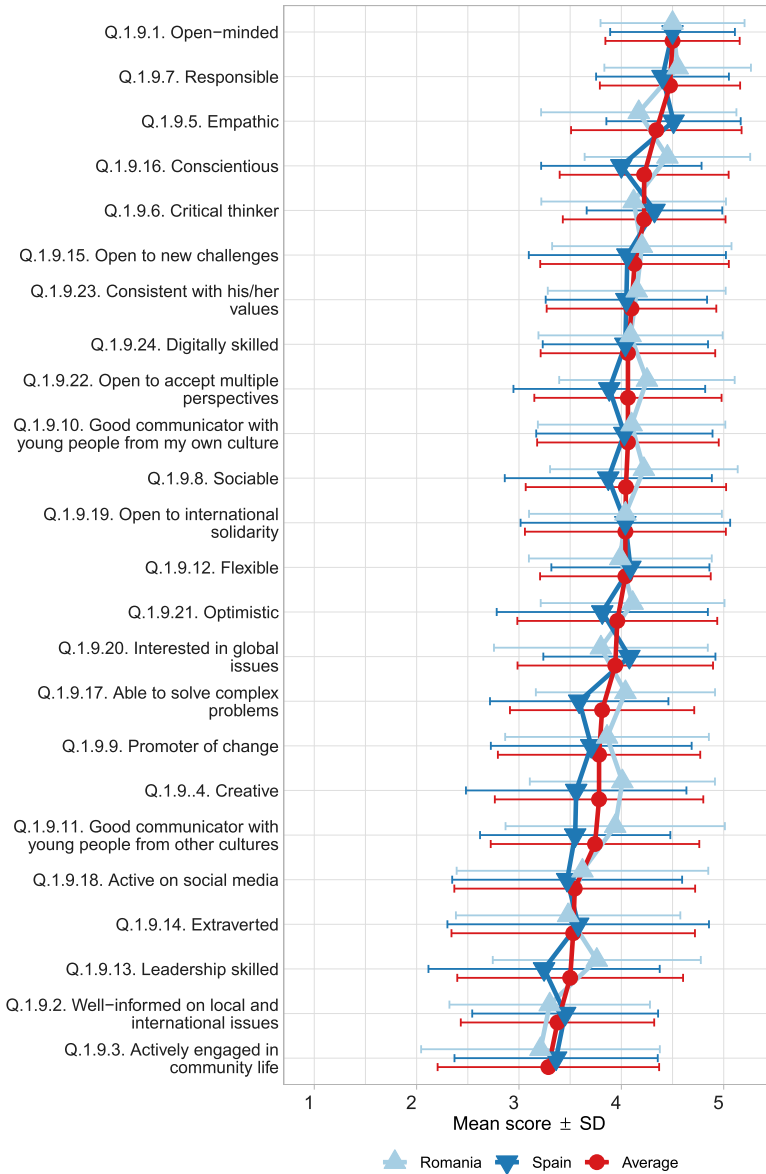 Q.1.9.1. Open−minded
Q.1.9.7. Responsible
Q.1.9.5. Empathic
Q.1.9.16. Conscientious
Q.1.9.6. Critical thinker
Q.1.9.15. Open to new challenges
Q.1.9.23. Consistent with his/her
values
Q.1.9.24. Digitally skilled
Q.1.9.22. Open to accept multiple
perspectives
Q.1.9.10. Good communicator with
young people from my own culture
Q.1.9.8. Sociable
Q.1.9.19. Open to international
solidarity
Q.1.9.12. Flexible
Q.1.9.21. Optimistic
Q.1.9.20. Interested in global
issues
Q.1.9.17. Able to solve complex
problems
Q.1.9.9. Promoter of change
Q.1.9..4. Creative
Q.1.9.11. Good communicator with
young people from other cultures
Q.1.9.18. Active on social media
Q.1.9.14. Extraverted
Q.1.9.13. Leadership skilled
Q.1.9.2. Well−informed on local and
international issues
Q.1.9.3. Actively engaged in
community life
1 2 3 4 5
Mean score ± SD
Romania Spain Average